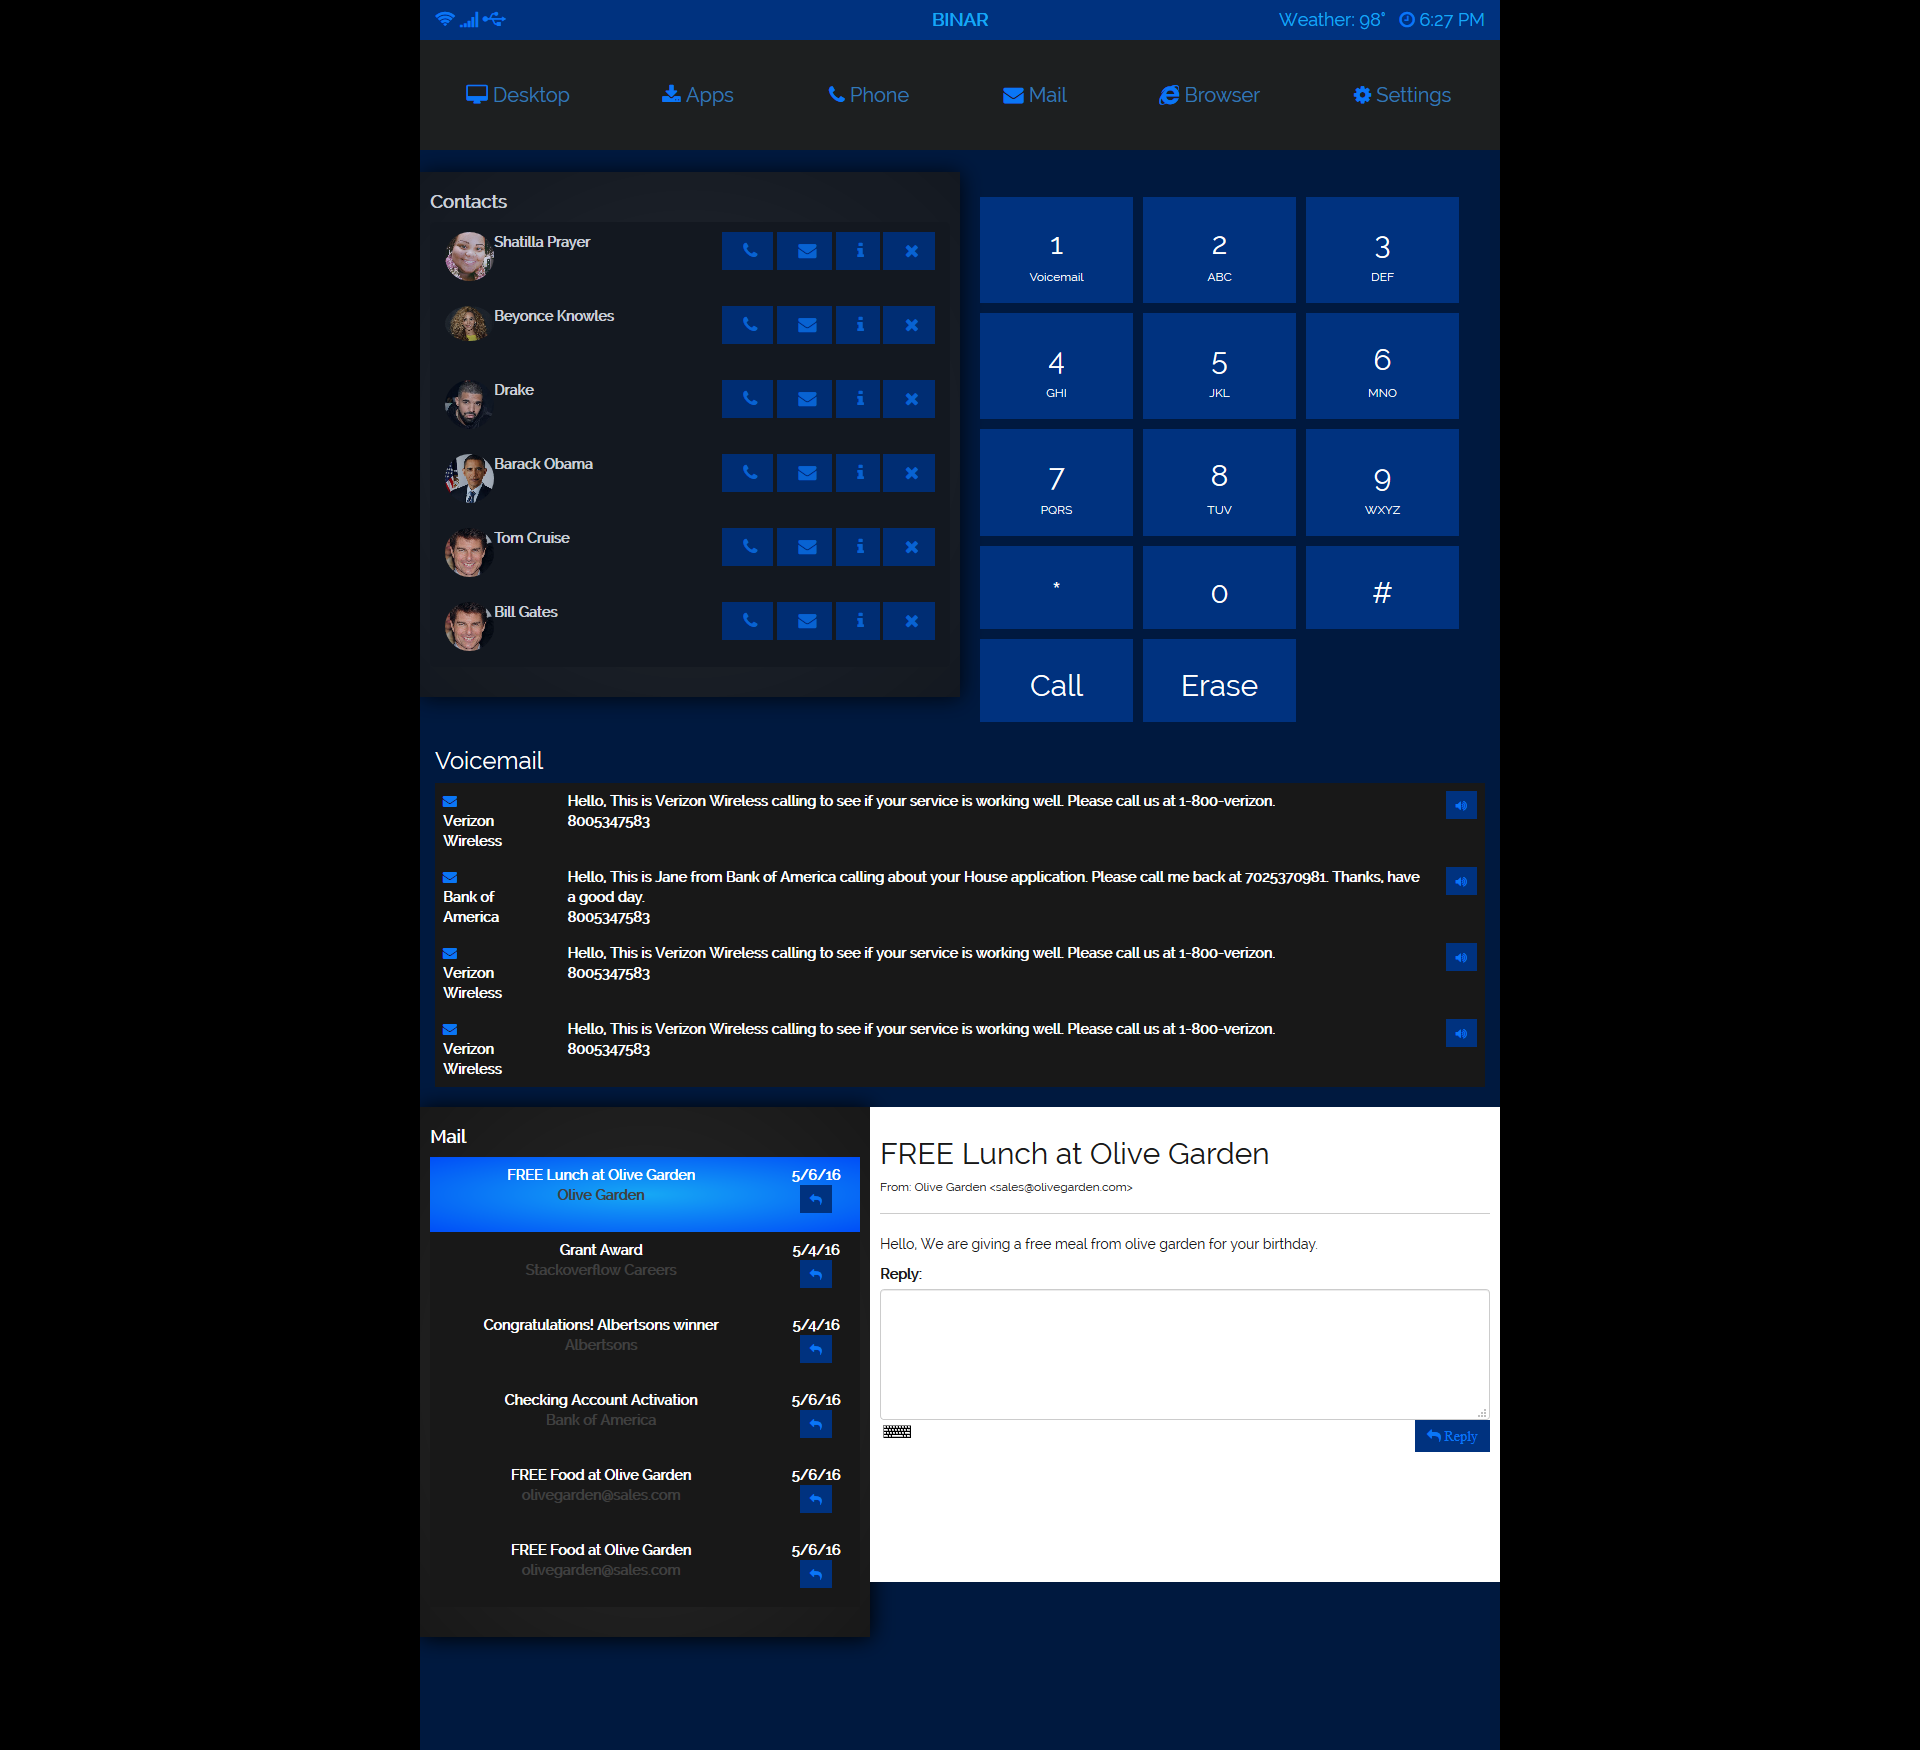 BINAR
Weather: 98° 6:27 PM
Desktop
Apps
Phone
Mail
Browser
Settings
Contacts
Shatilla Prayer
Beyonce Knowles
Drake
Barack Obama
Tom Cruise
Bill Gates
1
Voicemail
2
ABC
3
DEF
4
GHI
5
JKL
6
MNO
7
PQRS
8
TUV
9
WXYZ
*
0
#
Call
Erase
Voicemail
Verizon
Wireless
Hello, This is Verizon Wireless calling to see if your service is working well. Please call us at 1-800-verizon.
8005347583
Bank of
America
Hello, This is Jane from Bank of America calling about your House application. Please call me back at 7025370981. Thanks, have
a good day.
8005347583
Verizon
Wireless
Hello, This is Verizon Wireless calling to see if your service is working well. Please call us at 1-800-verizon.
8005347583
Verizon
Wireless
Hello, This is Verizon Wireless calling to see if your service is working well. Please call us at 1-800-verizon.
8005347583
Mail
FREE Lunch at Olive Garden 5/6/16
Olive Garden
Grant Award 5/4/16
Stackoverflow Careers
Congratulations! Albertsons winner 5/4/16
Albertsons
Checking Account Activation 5/6/16
Bank of America
FREE Food at Olive Garden 5/6/16
olivegarden@sales.com
FREE Food at Olive Garden 5/6/16
olivegarden@sales.com
FREE Lunch at Olive Garden
From: Olive Garden <sales@olivegarden.com>
Hello, We are giving a free meal from olive garden for your birthday.
Reply:
Reply